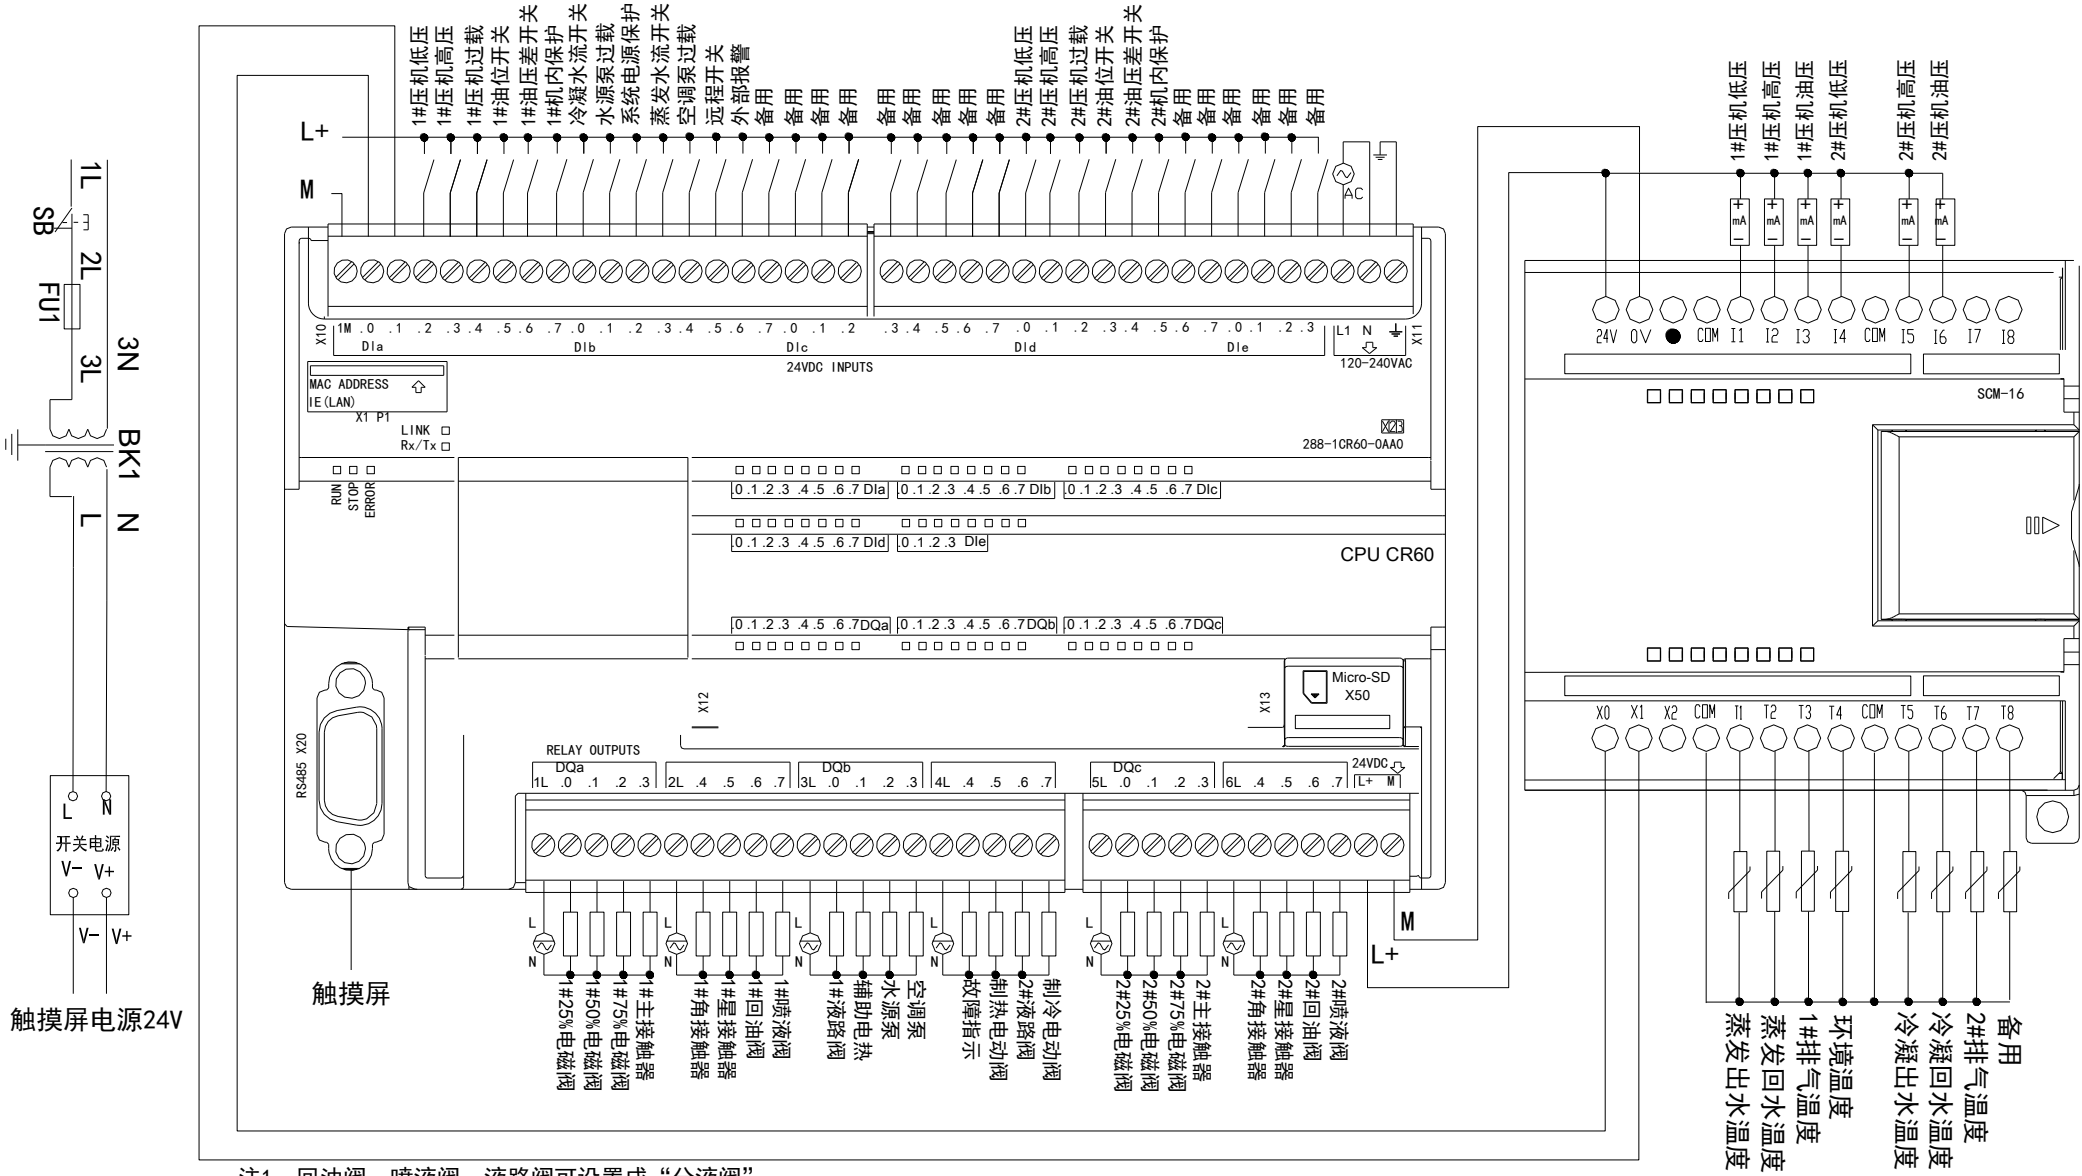 1#压机低压
1#压机高压
1#压机过载
1#油位开关
1#油压差开关
1#机内保护
冷凝水流开关
水源泵过载
系统电源保护
蒸发水流开关
空调泵过载
远程开关
外部报警
备用
备用
备用
备用
备用
备用
备用
备用
备用
2#压机低压
2#压机高压
2#压机过载
2#油位开关
2#油压差开关
2#机内保护
备用
备用
备用
备用
备用
备用
1#压机低压
1#压机高压
1#压机油压
2#压机低压
2#压机高压
2#压机油压
L+
M
AC
1L
SB
2L
FU1
3L
3N
BK1
L
N
+ mA −
+ mA −
+ mA −
+ mA −
+ mA −
+ mA −
X10
1M .0 .1 .2 .3 .4 .5 .6 .7 .0 .1 .2 .3 .4 .5 .6 .7 .0 .1 .2
.3 .4 .5 .6 .7 .0 .1 .2 .3 .4 .5 .6 .7 .0 .1 .2 .3
L1 N
X11
DIa DIb DIc DId DIe
24VDC INPUTS
120-240VAC
MAC ADDRESS
IE(LAN)
X1 P1
LINK
Rx/Tx
X23
288-1CR60-0AA0
RUN
STOP
ERROR
.0 .1 .2 .3 .4 .5 .6 .7 DIa .0 .1 .2 .3 .4 .5 .6 .7 DIb .0 .1 .2 .3 .4 .5 .6 .7 DIc
.0 .1 .2 .3 .4 .5 .6 .7 DId .0 .1 .2 .3 DIe
CPU CR60
.0 .1 .2 .3 .4 .5 .6 .7 DQa .0 .1 .2 .3 .4 .5 .6 .7 DQb .0 .1 .2 .3 .4 .5 .6 .7 DQc
Micro-SD
X50
X12
X13
RS485 X20
RELAY OUTPUTS
DQa DQb DQc 24VDC
1L .0 .1 .2 .3 2L .4 .5 .6 .7 3L .0 .1 .2 .3 4L .4 .5 .6 .7
5L .0 .1 .2 .3 6L .4 .5 .6 .7 L+ M
24V 0V COM I1 I2 I3 I4 COM I5 I6 I7 I8
SCM-16
X0 X1 X2 COM T1 T2 T3 T4 COM T5 T6 T7 T8
L N
开关电源
V- V+
V- V+
触摸屏电源24V
触摸屏
L
N
L
N
L
N
L
N
L
N
L
N
M
L+
1#25%电磁阀
1#50%电磁阀
1#75%电磁阀
1#主接触器
1#角接触器
1#星接触器
1#回油阀
1#喷液阀
1#液路阀
辅助电热
水源泵
空调泵
故障指示
制热电动阀
2#液路阀
制冷电动阀
2#25%电磁阀
2#50%电磁阀
2#75%电磁阀
2#主接触器
2#角接触器
2#星接触器
2#回油阀
2#喷液阀
蒸发出水温度
蒸发回水温度
1#排气温度
环境温度
冷凝出水温度
冷凝回水温度
2#排气温度
备用